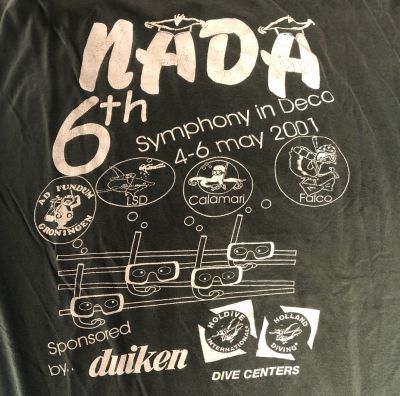 NADA
6th
Symphony in Deco
4-6 may 2001
AD FUNDUM
GRONINGEN
LSD
Calamari
Falco
Sponsored
by..
duiken
HOLDIVE
INTERNATIONAL
HOLLAND
DIVING
DIVE CENTERS